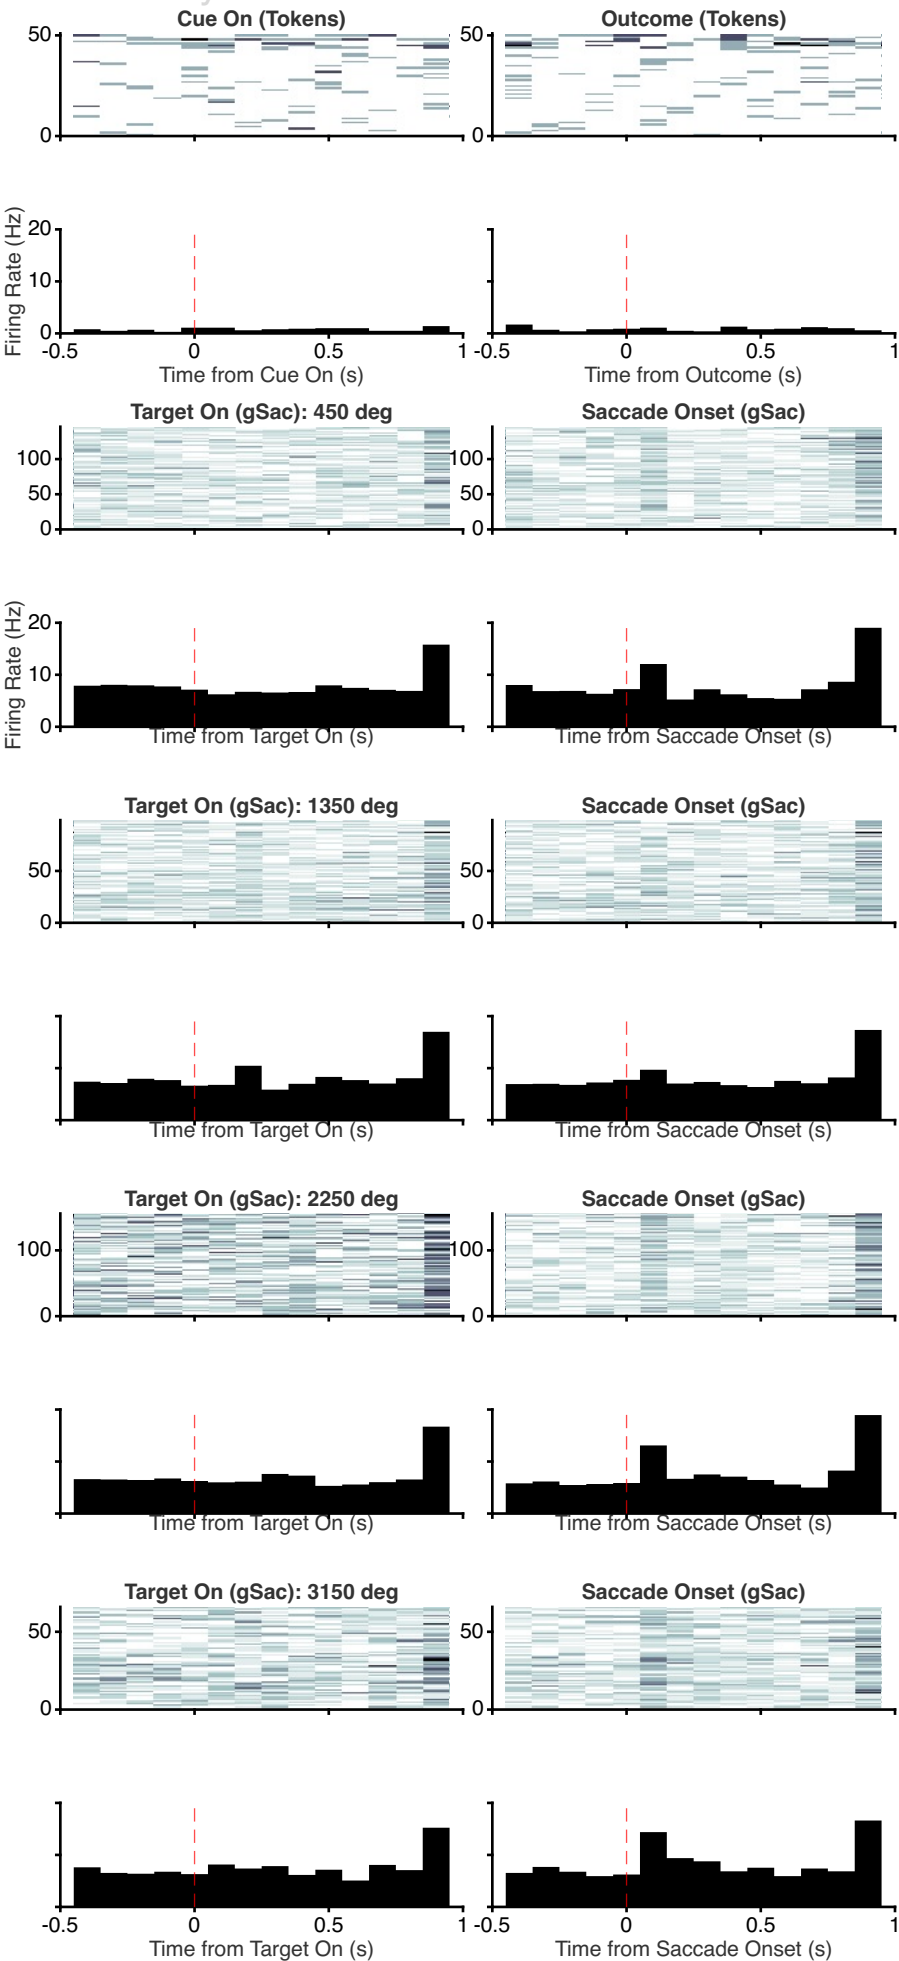 Cue On (Tokens) Outcome (Tokens)
50 50
0 0
Firing Rate (Hz)
20
10
0
-0.5 0 0.5 1 -0.5 0 0.5 1
Time from Cue On (s) Time from Outcome (s)
Target On (gSac): 450 deg Saccade Onset (gSac)
100 100
50 50
0 0
Firing Rate (Hz)
20
10
0
Time from Target On (s) Time from Saccade Onset (s)
Target On (gSac): 1350 deg Saccade Onset (gSac)
50 50
0 0
Time from Target On (s) Time from Saccade Onset (s)
Target On (gSac): 2250 deg Saccade Onset (gSac)
100 100
0 0
Time from Target On (s) Time from Saccade Onset (s)
Target On (gSac): 3150 deg Saccade Onset (gSac)
50 50
0 0
-0.5 0 0.5 1 -0.5 0 0.5 1
Time from Target On (s) Time from Saccade Onset (s)